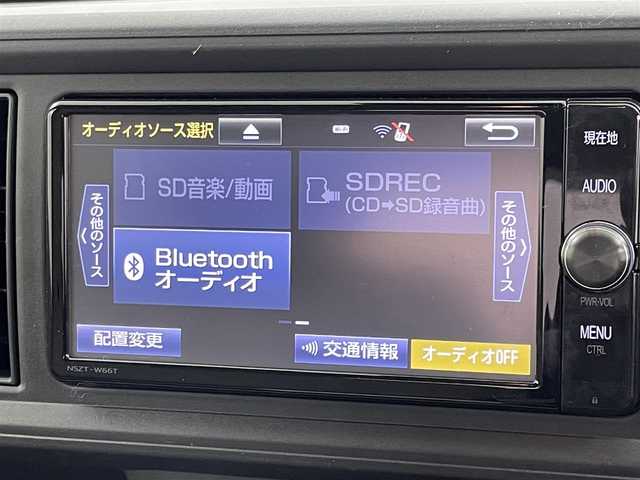 オーディオソース選択
Wi-Fi
現在地
SD音楽/動画
SDREC
(CD➡SD録音曲)
AUDIO
その他のソース
その他のソース
Bluetooth
オーディオ
PWR-VOL
配置変更
交通情報
オーディオOFF
MENU
CTRL
NSZT-W66T